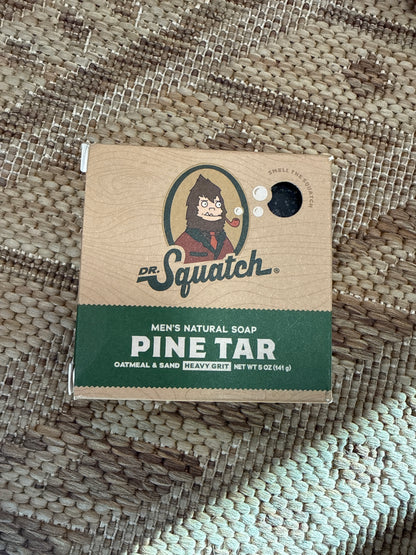 SMELL THE SQUATCH
DR. Squatch®
MEN'S NATURAL SOAP
PINE TAR
OATMEAL & SAND HEAVY GRIT NET WT 5 OZ (141 g)